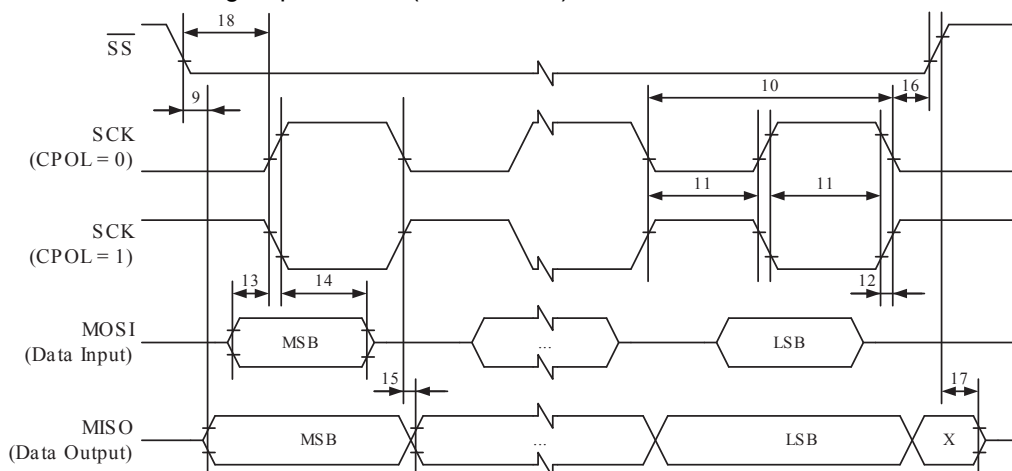 18
SS
9
10
16
SCK
(CPOL = 0)
11
11
SCK
(CPOL = 1)
12
13
14
MOSI
(Data Input)
MSB
...
LSB
15
17
MISO
(Data Output)
MSB
...
LSB
X